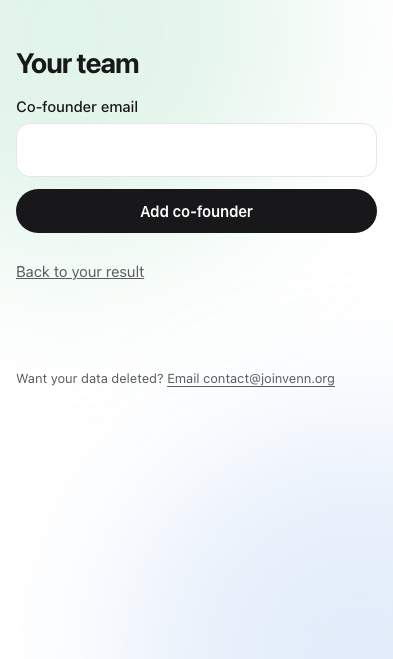 Your team
Co-founder email
Add co-founder
Back to your result
Want your data deleted? Email contact@joinvenn.org